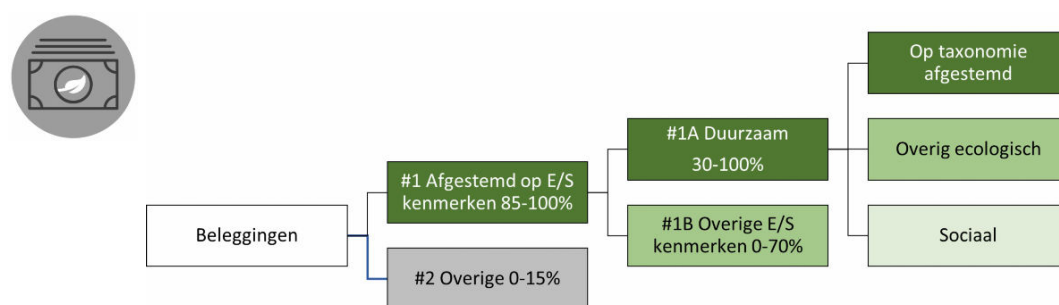 Beleggingen
#1 Afgestemd op E/S
kenmerken 85-100%
#2 Overige 0-15%
#1A Duurzaam
30-100%
#1B Overige E/S
kenmerken 0-70%
Op taxonomie
afgestemd
Overig ecologisch
Sociaal